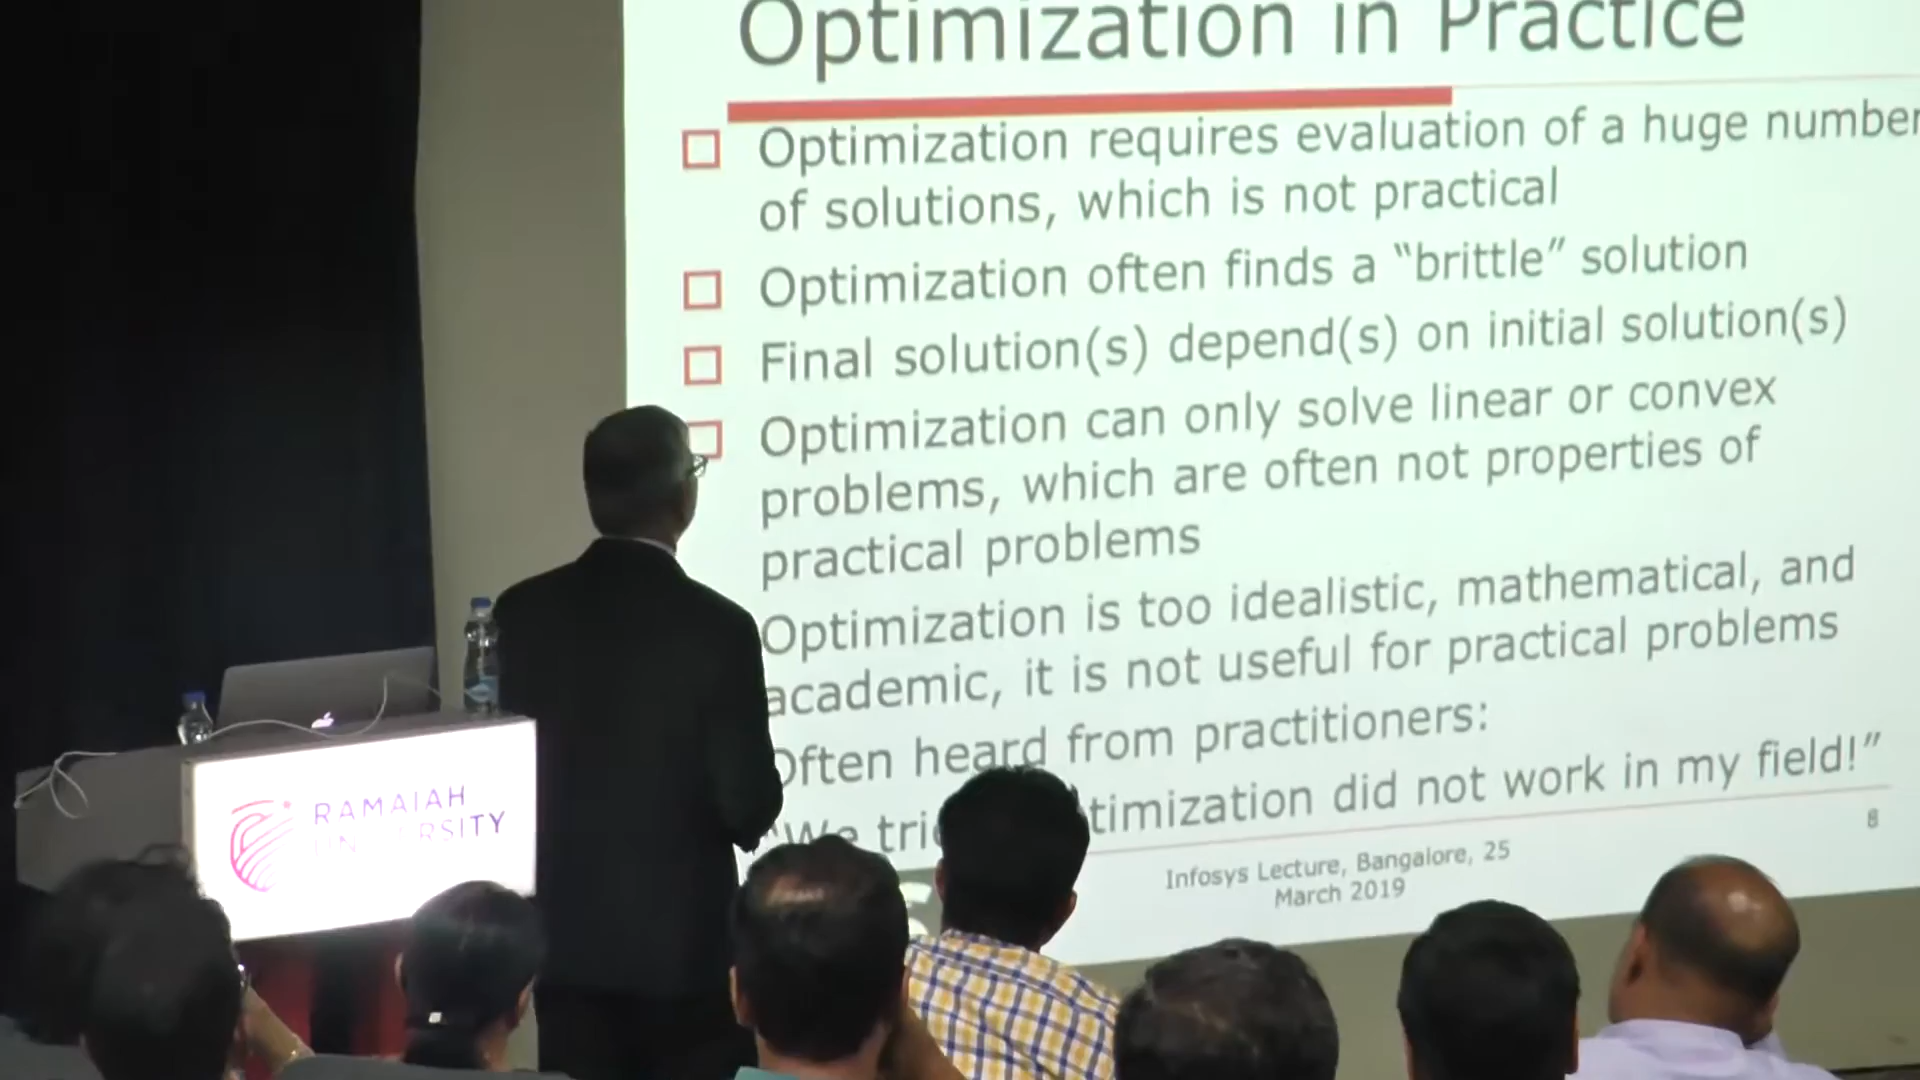 Optimization in Practice
Optimization requires evaluation of a huge number
of solutions, which is not practical
Optimization often finds a “brittle” solution
Final solution(s) depend(s) on initial solution(s)
Optimization can only solve linear or convex
problems, which are often not properties of
practical problems
Optimization is too idealistic, mathematical, and
academic, it is not useful for practical problems
Often heard from practitioners:
“We timization did not work in my field!”
Infosys Lecture, Bangalore, 25
March 2019
8
RAMAIAH
UNIVERSITY